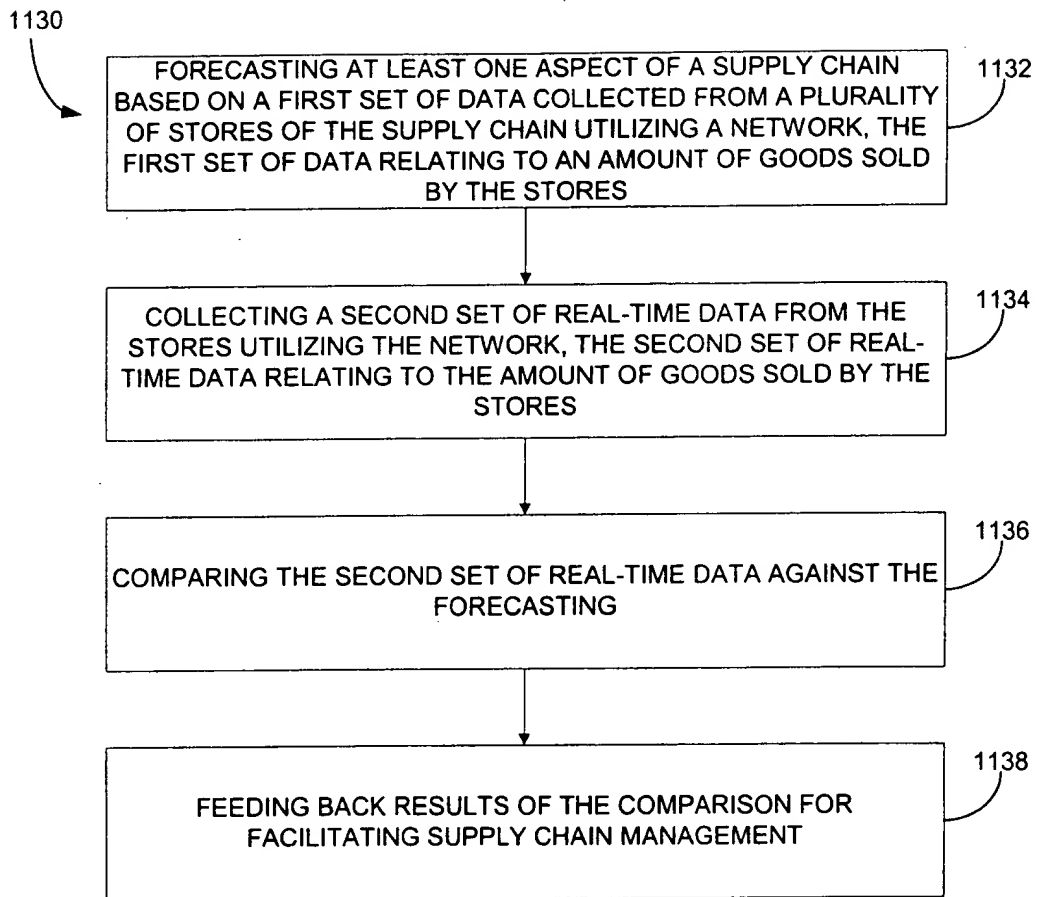 1130
FORECASTING AT LEAST ONE ASPECT OF A SUPPLY CHAIN
BASED ON A FIRST SET OF DATA COLLECTED FROM A PLURALITY
OF STORES OF THE SUPPLY CHAIN UTILIZING A NETWORK, THE
FIRST SET OF DATA RELATING TO AN AMOUNT OF GOODS SOLD
BY THE STORES
1132
COLLECTING A SECOND SET OF REAL-TIME DATA FROM THE
STORES UTILIZING THE NETWORK, THE SECOND SET OF REAL-
TIME DATA RELATING TO THE AMOUNT OF GOODS SOLD BY THE
STORES
1134
COMPARING THE SECOND SET OF REAL-TIME DATA AGAINST THE
FORECASTING
1136
FEEDING BACK RESULTS OF THE COMPARISON FOR
FACILITATING SUPPLY CHAIN MANAGEMENT
1138